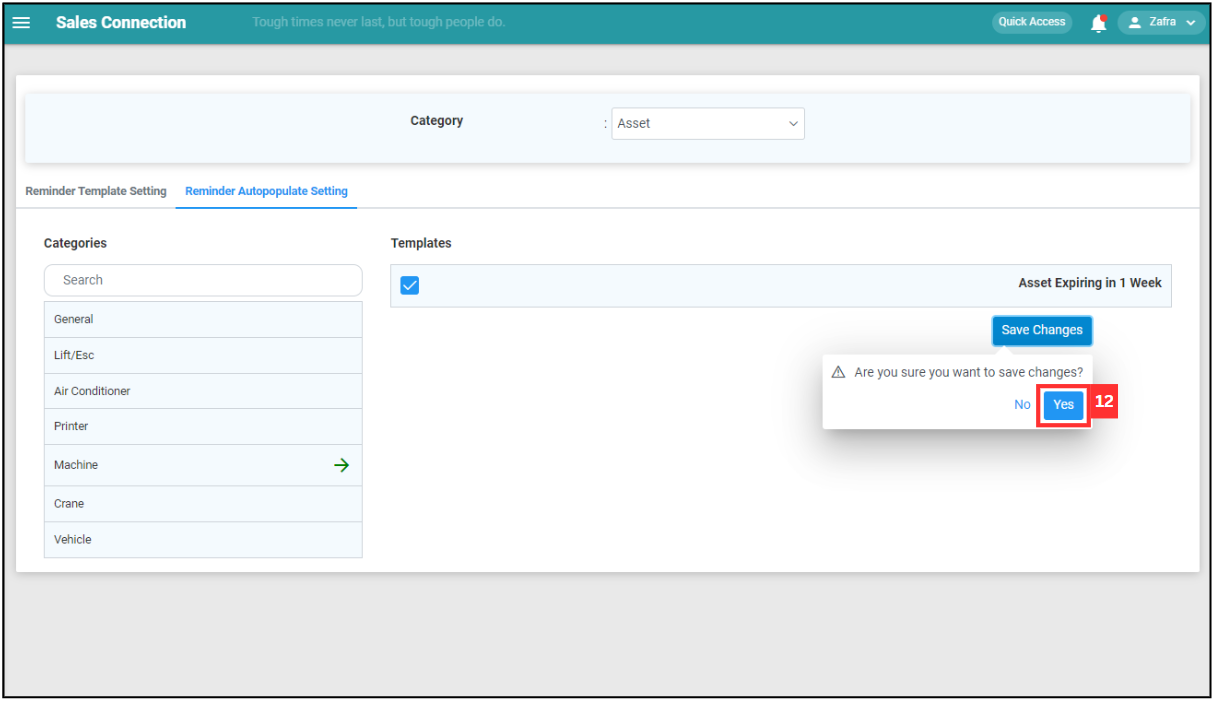 Sales Connection
Tough times never last, but tough people do.
Quick Access
Zafra
Category
: Asset
Reminder Template Setting
Reminder Autopopulate Setting
Categories
Search
General
Lift/Esc
Air Conditioner
Printer
Machine
Crane
Vehicle
Templates
Asset Expiring in 1 Week
Save Changes
Are you sure you want to save changes?
No
Yes
12